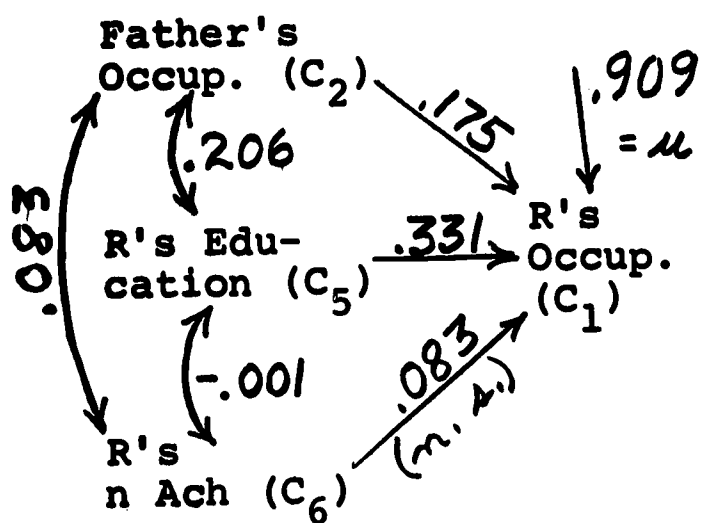 Father's
Occup. (C₂)
.175
.909
= u
.206
.083
R's Edu-
cation (C₅)
.331
R's
Occup.
(C₁)
-.001
.083
(n.s.)
R's
n Ach (C₆)